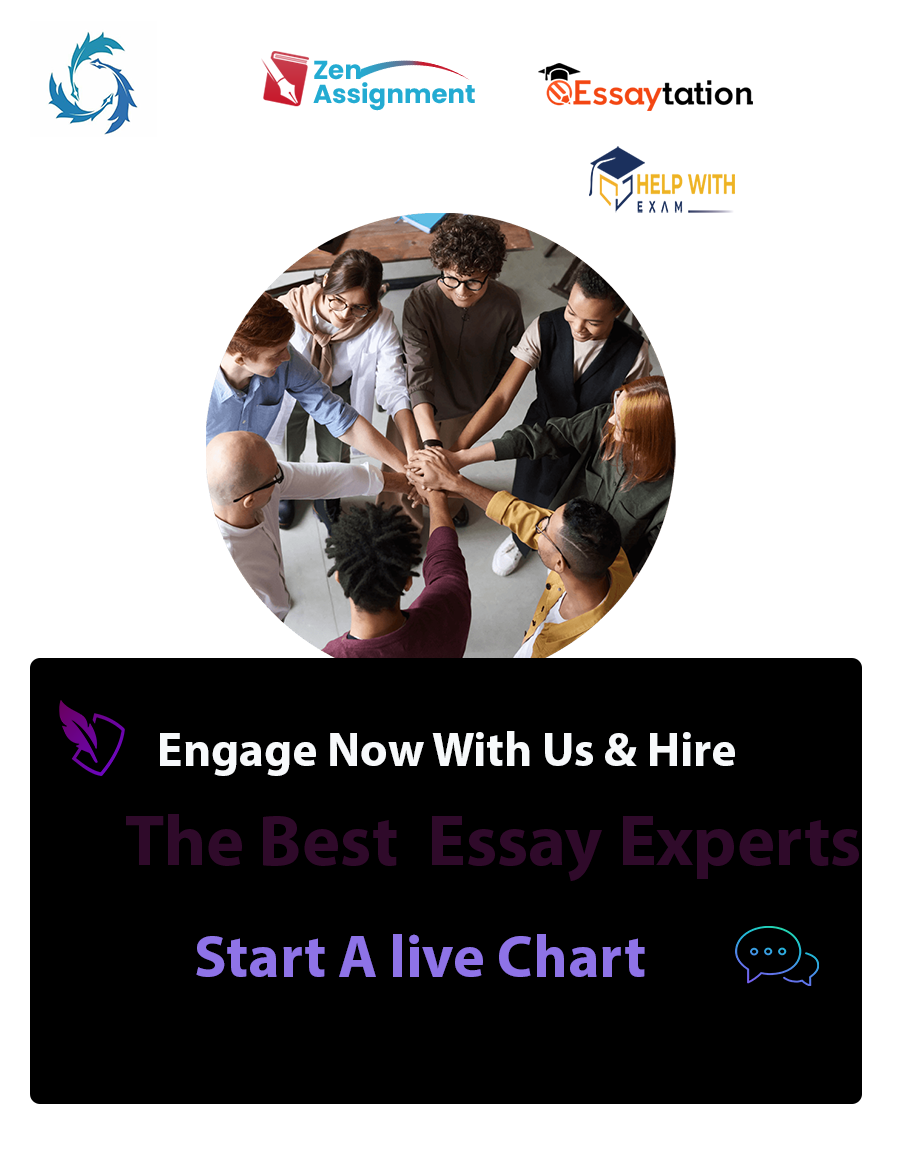 Zen
Assignment
Essaytation
HELP WITH
EXAM
Engage Now With Us & Hire
The Best Essay Experts
Start A live Chart